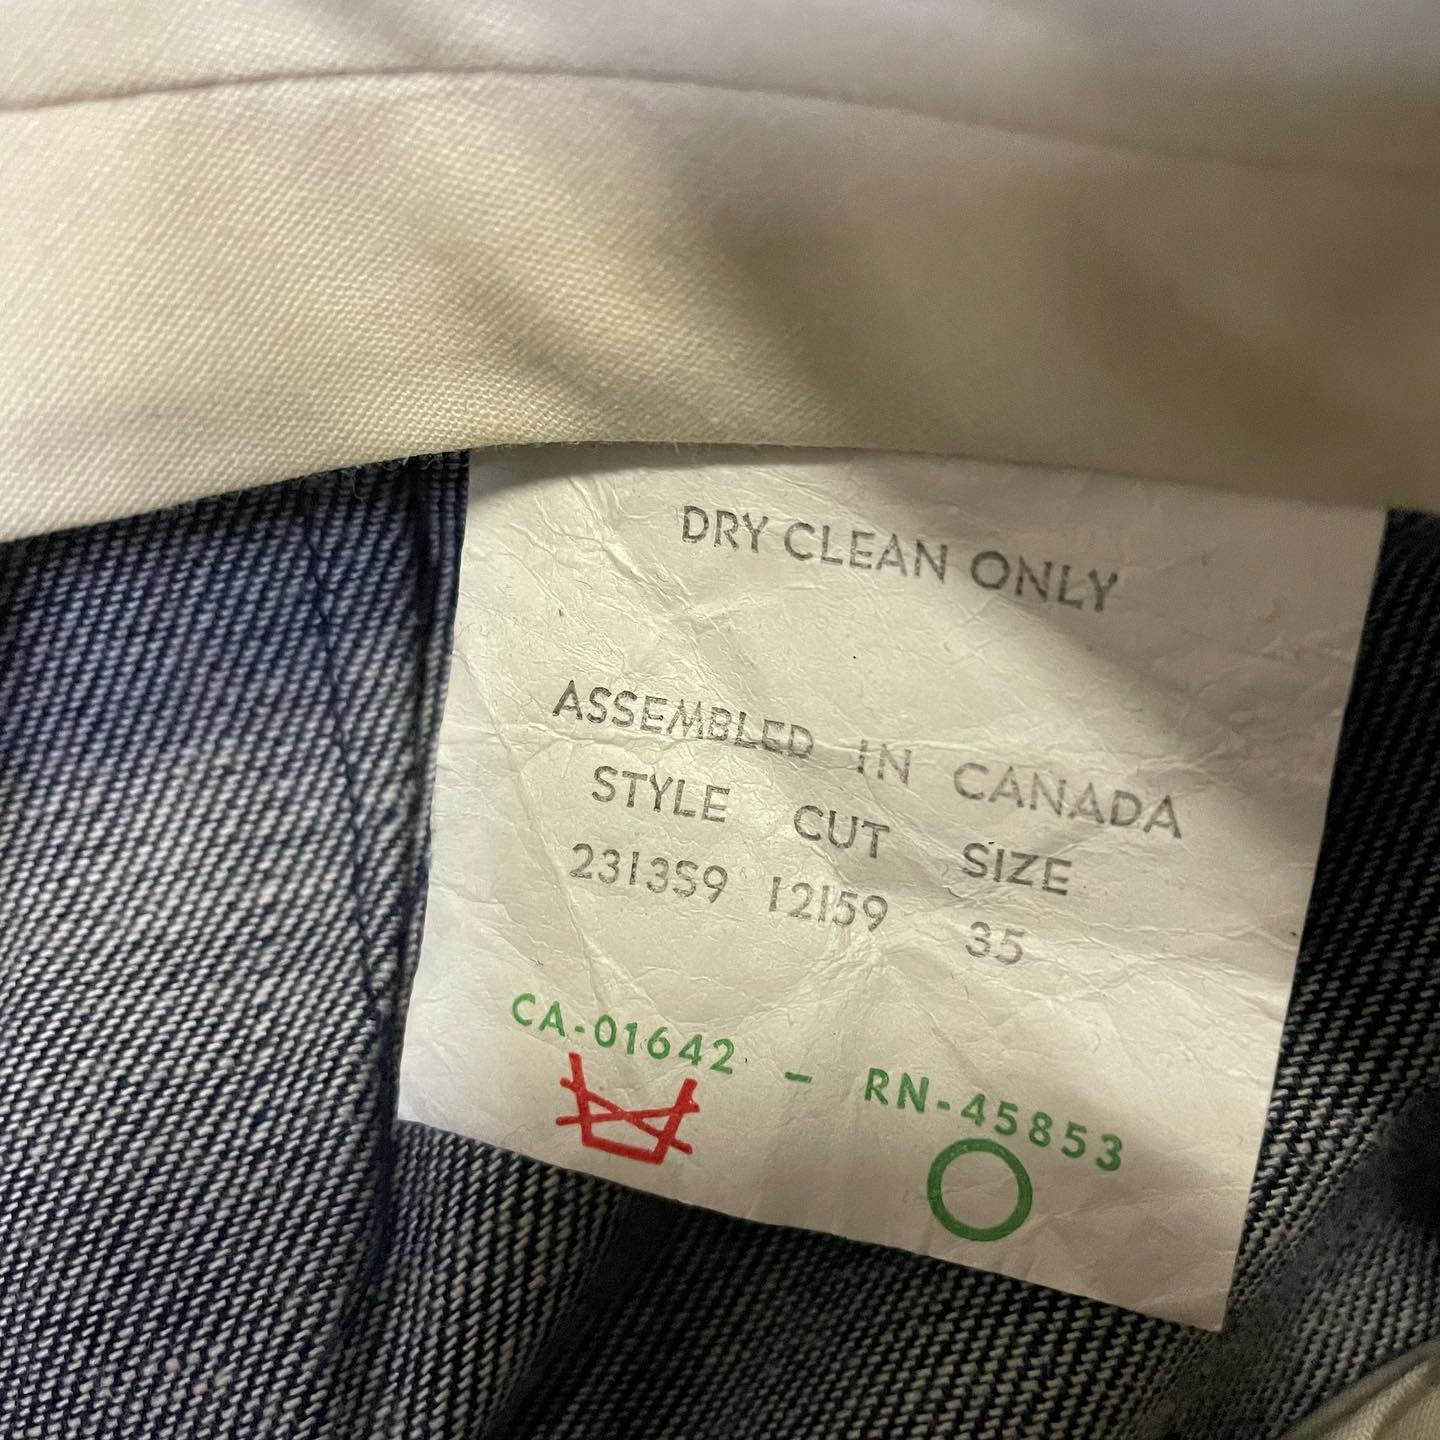 DRY CLEAN ONLY
ASSEMBLED IN CANADA
STYLE CUT SIZE
231359 12159 35
CA-01642 - RN-45853